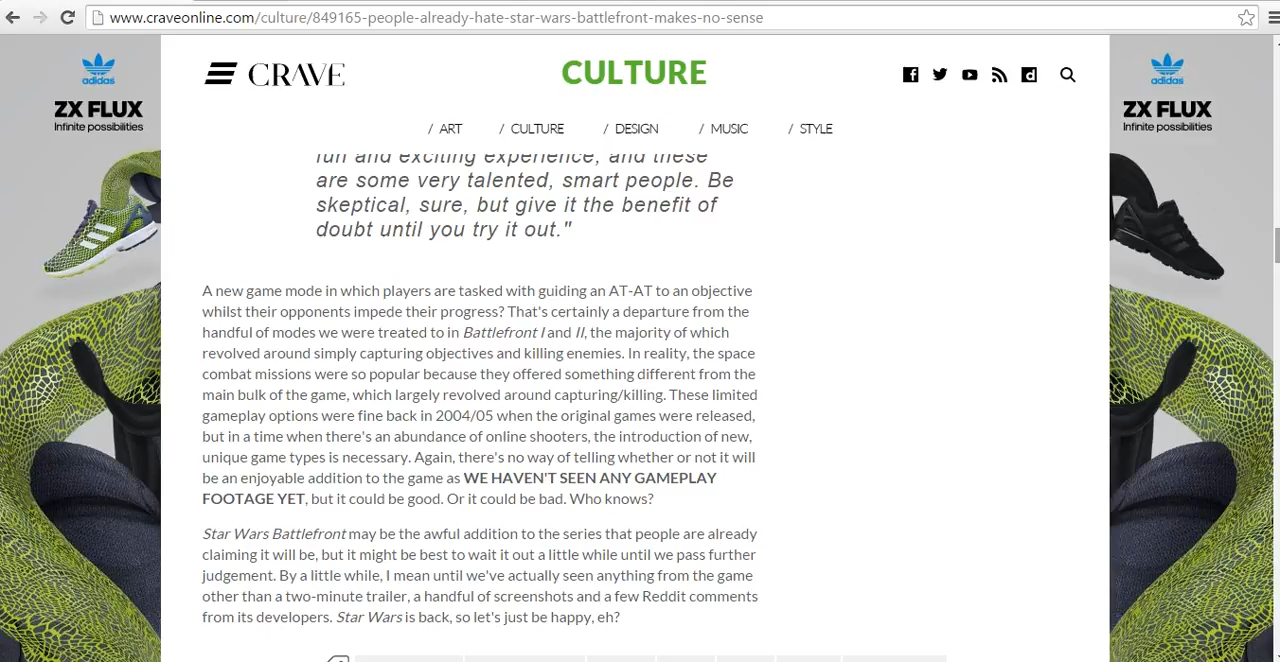 www.craveonline.com/culture/849165-people-already-hate-star-wars-battlefront-makes-no-sense
adidas
ZX FLUX
Infinite possibilities
CRAVE
CULTURE
adidas
ZX FLUX
Infinite possibilities
/ ART / CULTURE / DESIGN / MUSIC / STYLE
fun and exciting experience, and these
are some very talented, smart people. Be
skeptical, sure, but give it the benefit of
doubt until you try it out."
A new game mode in which players are tasked with guiding an AT-AT to an objective
whilst their opponents impede their progress? That's certainly a departure from the
handful of modes we were treated to in Battlefront I and II, the majority of which
revolved around simply capturing objectives and killing enemies. In reality, the space
combat missions were so popular because they offered something different from the
main bulk of the game, which largely revolved around capturing/killing. These limited
gameplay options were fine back in 2004/05 when the original games were released,
but in a time when there's an abundance of online shooters, the introduction of new,
unique game types is necessary. Again, there's no way of telling whether or not it will
be an enjoyable addition to the game as WE HAVEN'T SEEN ANY GAMEPLAY
FOOTAGE YET, but it could be good. Or it could be bad. Who knows?
Star Wars Battlefront may be the awful addition to the series that people are already
claiming it will be, but it might be best to wait it out a little while until we pass further
judgement. By a little while, I mean until we've actually seen anything from the game
other than a two-minute trailer, a handful of screenshots and a few Reddit comments
from its developers. Star Wars is back, so let's just be happy, eh?